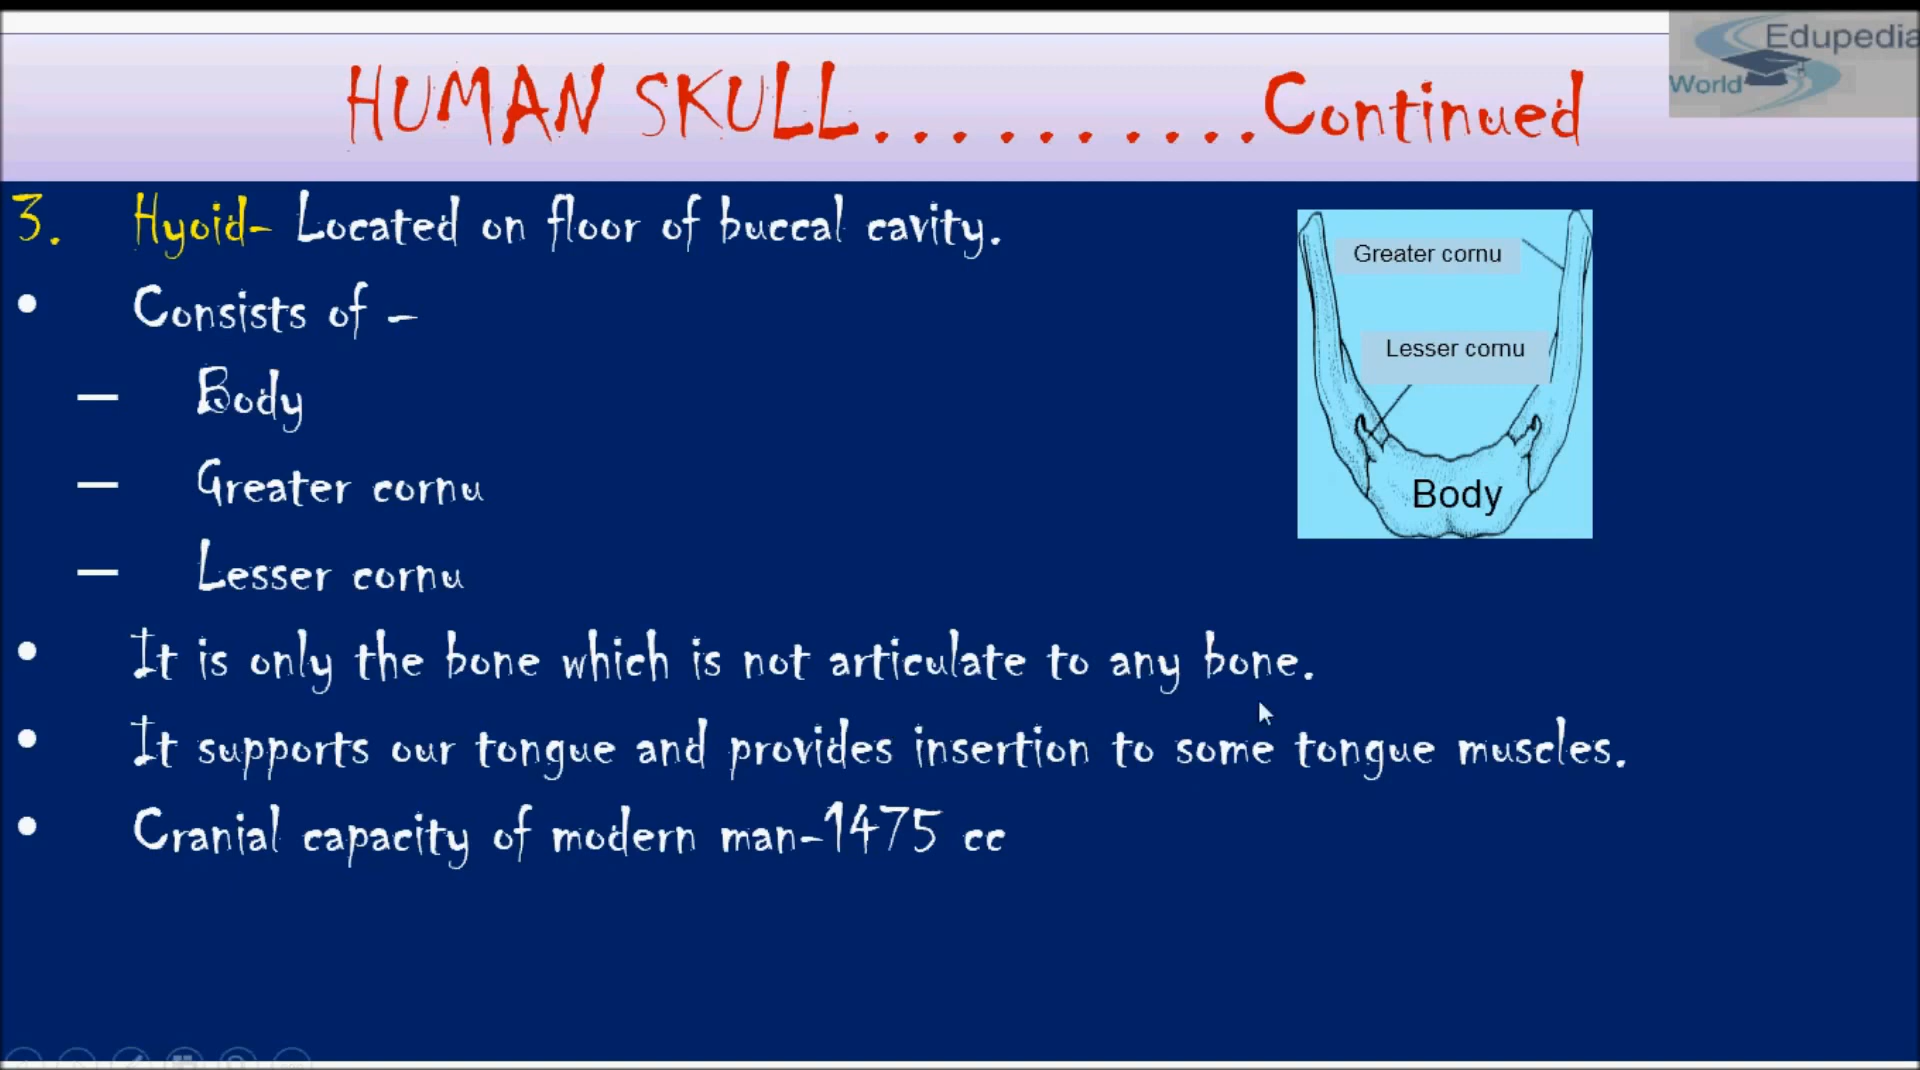 HUMAN SKULL...........Continued
Edupedia
World
3. Hyoid- Located on floor of buccal cavity.
• Consists of –
– Body
– Greater cornu
– Lesser cornu
• It is only the bone which is not articulate to any bone.
• It supports our tongue and provides insertion to some tongue muscles.
• Cranial capacity of modern man-1475 cc
Greater cornu
Lesser cornu
Body